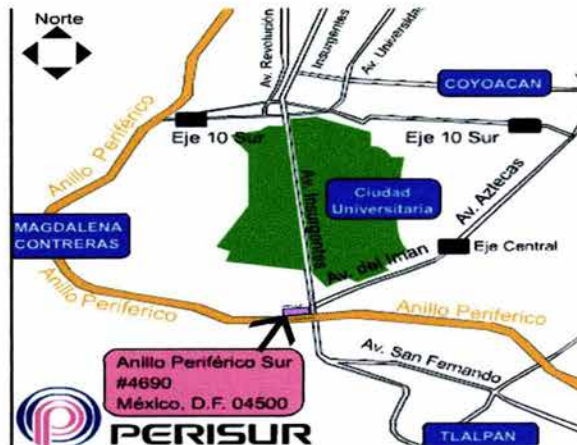 Norte
Av. Revolución
Insurgentes
Av. Universidad
COYOACAN
Anillo Periférico
Eje 10 Sur
Eje 10 Sur
Av. Insurgentes
Ciudad
Universitaria
Av. Aztecas
MAGDALENA
CONTRERAS
Eje Central
Av. del Iman
Anillo Periferico
Anillo Periferico
Anillo Periférico Sur
#4690
México, D.F. 04500
Av. San Fernando
PERISUR
TLALPAN